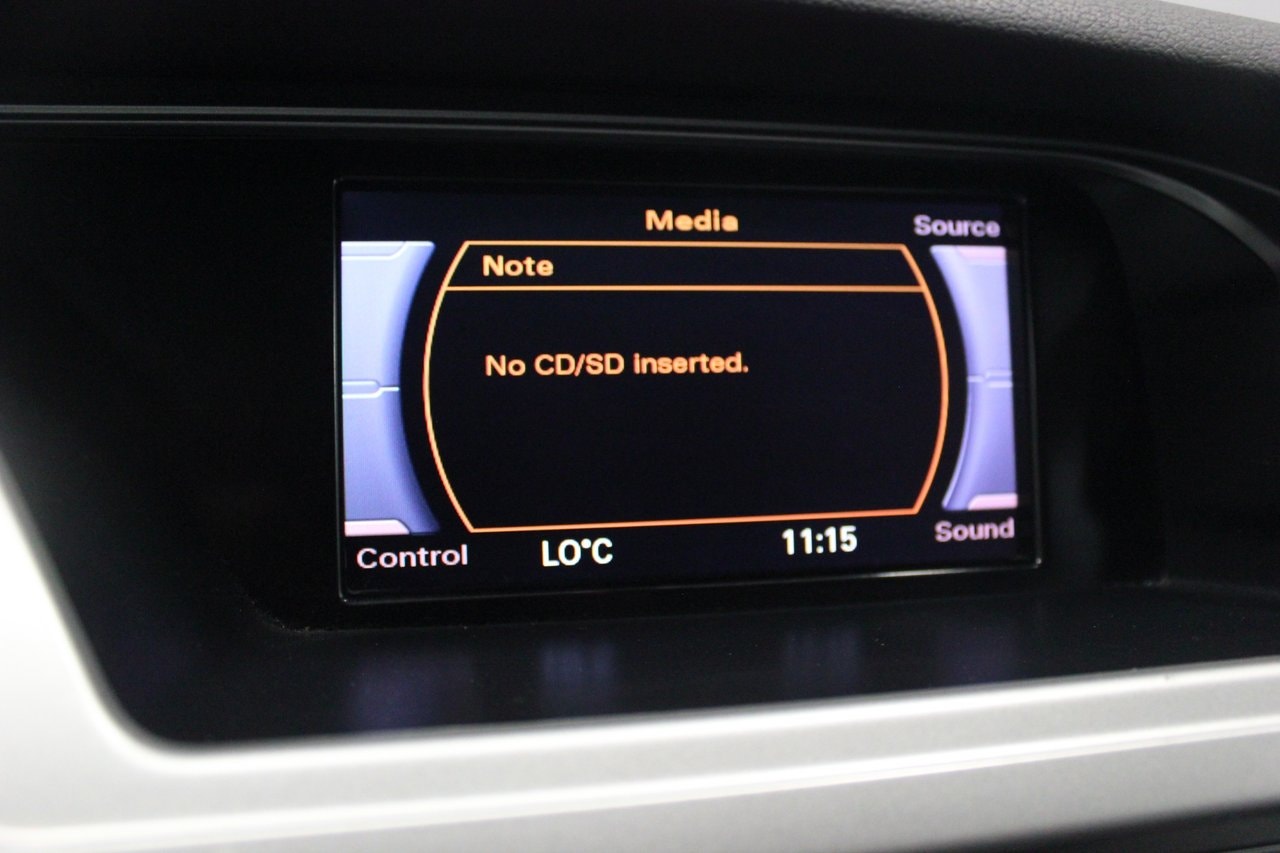 Media
Source
Note
No CD/SD inserted.
Control
LO°C
11:15
Sound